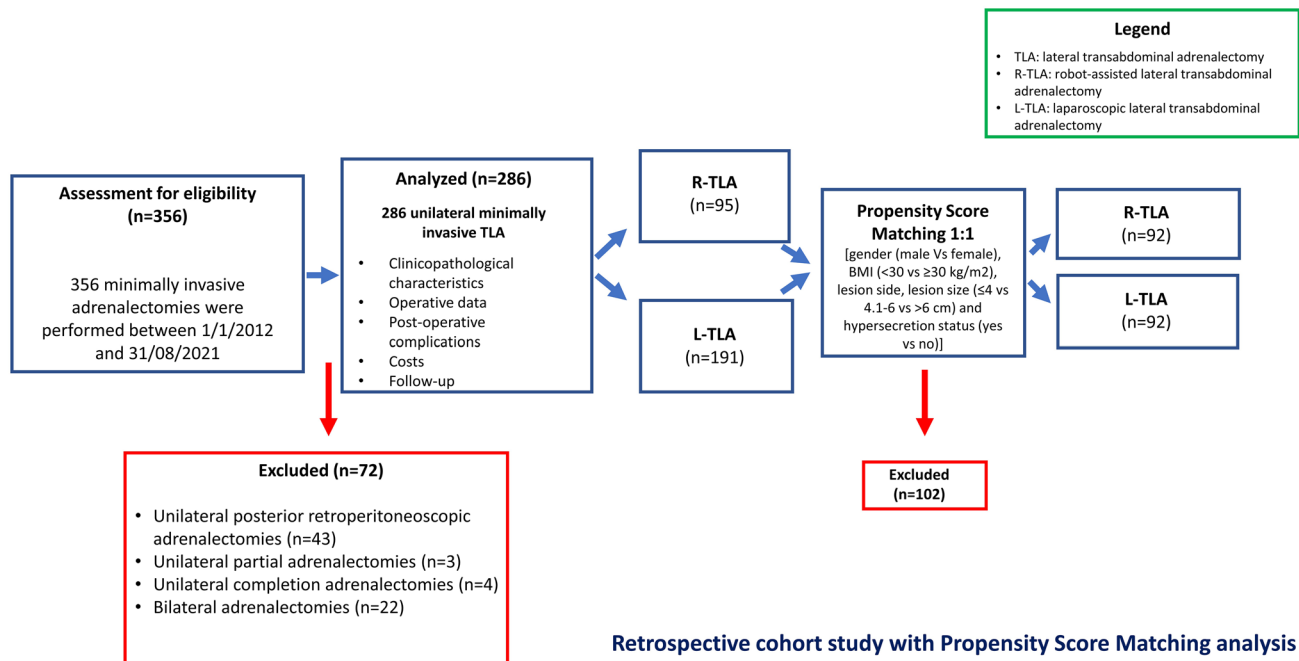 Legend
• TLA: lateral transabdominal adrenalectomy
• R-TLA: robot-assisted lateral transabdominal
adrenalectomy
• L-TLA: laparoscopic lateral transabdominal
adrenalectomy
Assessment for eligibility
(n=356)
356 minimally invasive
adrenalectomies were
performed between 1/1/2012
and 31/08/2021
Analyzed (n=286)
286 unilateral minimally
invasive TLA
• Clinicopathological
characteristics
• Operative data
• Post-operative
complications
• Costs
• Follow-up
R-TLA
(n=95)
L-TLA
(n=191)
Propensity Score
Matching 1:1
[gender (male Vs female),
BMI (<30 vs ≥30 kg/m2),
lesion side, lesion size (≤4 vs
4.1-6 vs >6 cm) and
hypersecretion status (yes
vs no)]
R-TLA
(n=92)
L-TLA
(n=92)
Excluded (n=72)
• Unilateral posterior retroperitoneoscopic
adrenalectomies (n=43)
• Unilateral partial adrenalectomies (n=3)
• Unilateral completion adrenalectomies (n=4)
• Bilateral adrenalectomies (n=22)
Excluded
(n=102)
Retrospective cohort study with Propensity Score Matching analysis